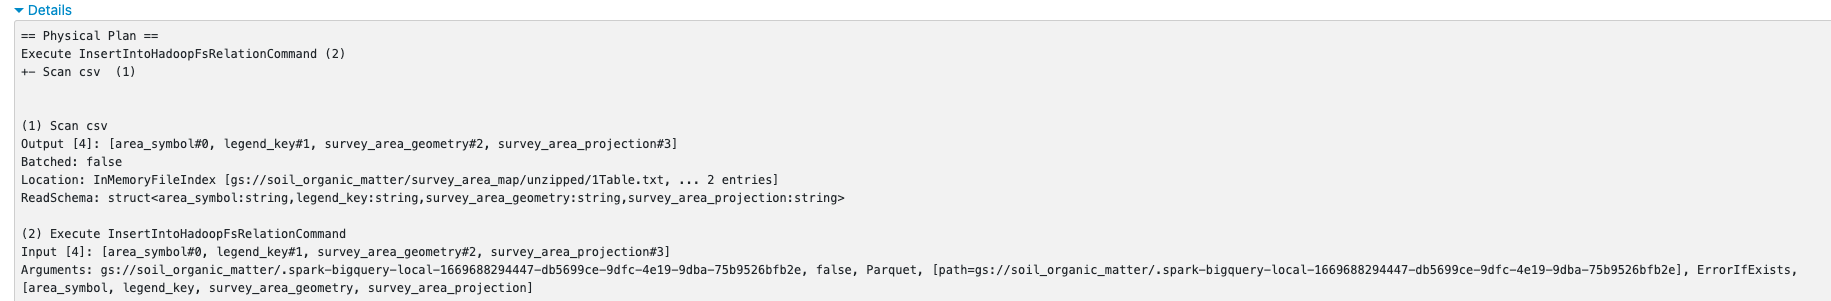 Details
== Physical Plan ==
Execute InsertIntoHadoopFsRelationCommand (2)
+- Scan csv  (1)
(1) Scan csv
Output [4]: [area_symbol#0, legend_key#1, survey_area_geometry#2, survey_area_projection#3]
Batched: false
Location: InMemoryFileIndex [gs://soil_organic_matter/survey_area_map/unzipped/1Table.txt, ... 2 entries]
ReadSchema: struct<area_symbol:string,legend_key:string,survey_area_geometry:string,survey_area_projection:string>
(2) Execute InsertIntoHadoopFsRelationCommand
Input [4]: [area_symbol#0, legend_key#1, survey_area_geometry#2, survey_area_projection#3]
Arguments: gs://soil_organic_matter/.spark-bigquery-local-1669688294447-db5699ce-9dfc-4e19-9dba-75b9526bfb2e, false, Parquet, [path=gs://soil_organic_matter/.spark-bigquery-local-1669688294447-db5699ce-9dfc-4e19-9dba-75b9526bfb2e], ErrorIfExists,
[area_symbol, legend_key, survey_area_geometry, survey_area_projection]